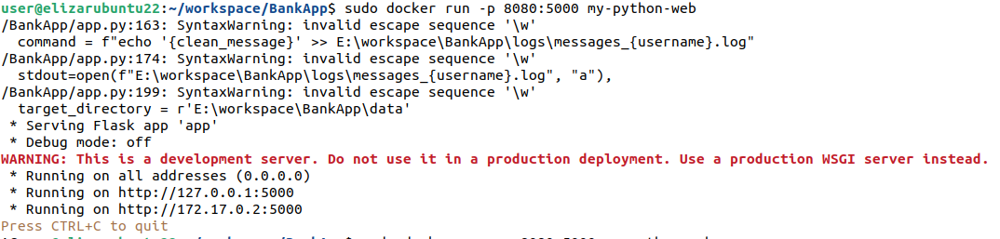 user@elizarubuntu22:~/workspace/BankApp$ sudo docker run -p 8080:5000 my-python-web
/BankApp/app.py:163: SyntaxWarning: invalid escape sequence '\w'
  command = f"echo '{clean_message}' >> E:\workspace\BankApp\logs\messages_{username}.log"
/BankApp/app.py:174: SyntaxWarning: invalid escape sequence '\w'
  stdout=open(f"E:\workspace\BankApp\logs\messages_{username}.log", "a"),
/BankApp/app.py:199: SyntaxWarning: invalid escape sequence '\w'
  target_directory = r'E:\workspace\BankApp\data'
 * Serving Flask app 'app'
 * Debug mode: off
WARNING: This is a development server. Do not use it in a production deployment. Use a production WSGI server instead.
 * Running on all addresses (0.0.0.0)
 * Running on http://127.0.0.1:5000
 * Running on http://172.17.0.2:5000
Press CTRL+C to quit